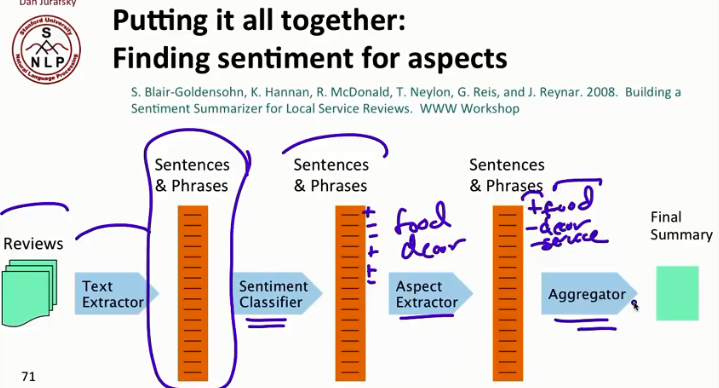 Dan Jurafsky
Stanford University
S
NLP
Natural Language Processing
Putting it all together:
Finding sentiment for aspects
S. Blair-Goldensohn, K. Hannan, R. McDonald, T. Neylon, G. Reis, and J. Reynar. 2008. Building a
Sentiment Summarizer for Local Service Reviews. WWW Workshop
Reviews
Text
Extractor
Sentences
& Phrases
Sentiment
Classifier
Sentences
& Phrases
+
-
-
+
+
-
food
decor
Aspect
Extractor
Sentences
& Phrases
+food
-decor
-service
Aggregator
Final
Summary
71